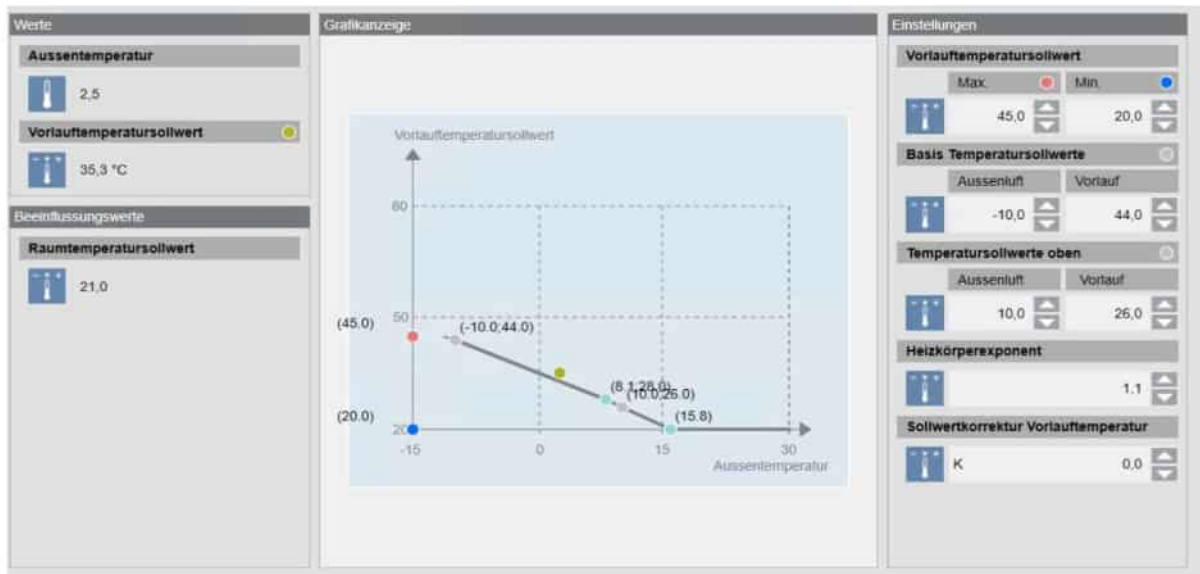 Werte
Aussentemperatur
2,5
Vorlauftemperatursollwert
35,3 °C
Beeinflussungswerte
Raumtemperatursollwert
21,0
Grafikanzeige
Vorlauftemperatursollwert
80
50
(45.0)
(-10.0;44.0)
(8.1;28.0)
(10.0;26.0)
(20.0)
(15.8)
20
-15
0
15
30
Aussentemperatur
Einstellungen
Vorlauftemperatursollwert
Max. Min.
45,0 20,0
Basis Temperatursollwerte
Aussenluft Vorlauf
-10,0 44,0
Temperatursollwerte oben
Aussenluft Vorlauf
10,0 26,0
Heizkörperexponent
1.1
Sollwertkorrektur Vorlauftemperatur
K 0,0